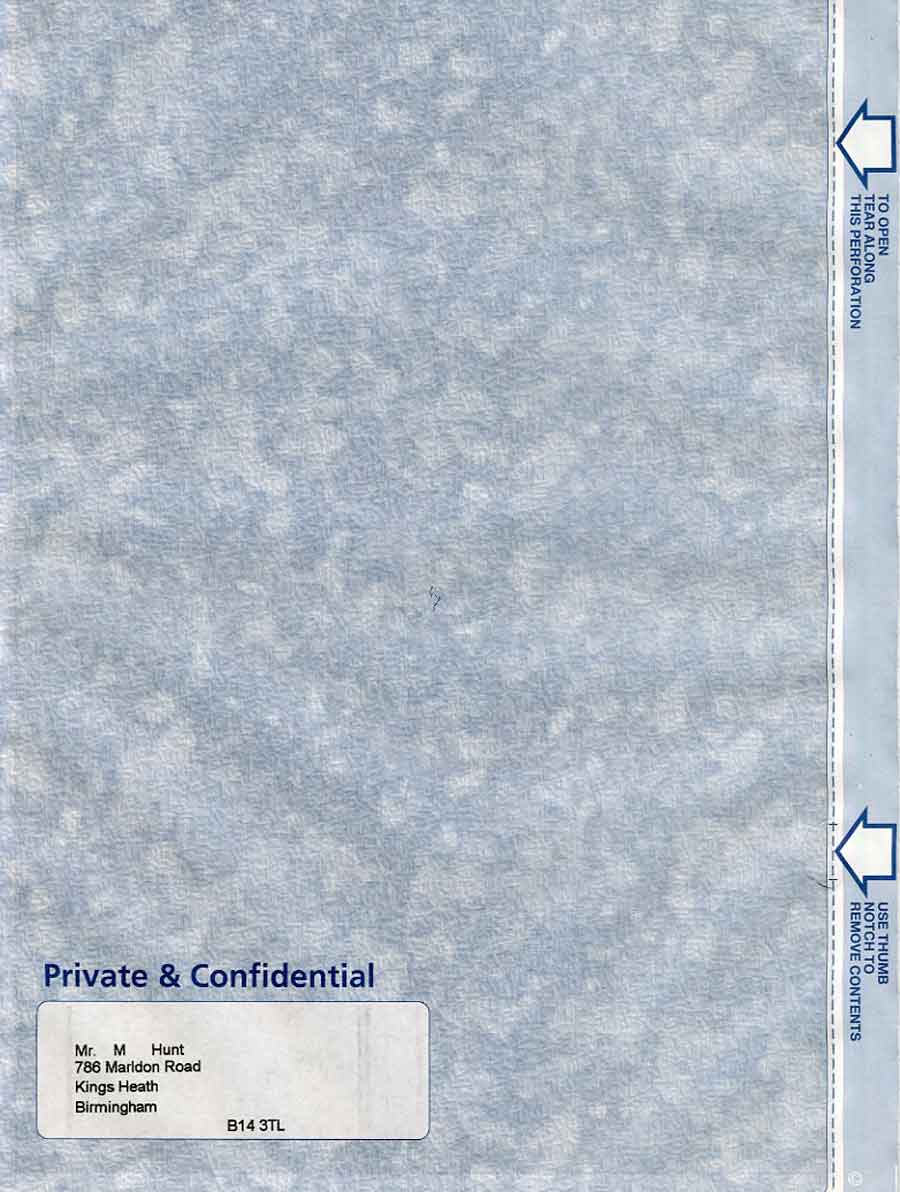 TO OPEN
TEAR ALONG
THIS PERFORATION
USE THUMB
NOTCH TO
REMOVE CONTENTS
Private & Confidential
Mr. M Hunt
786 Marldon Road
Kings Heath
Birmingham
B14 3TL
©